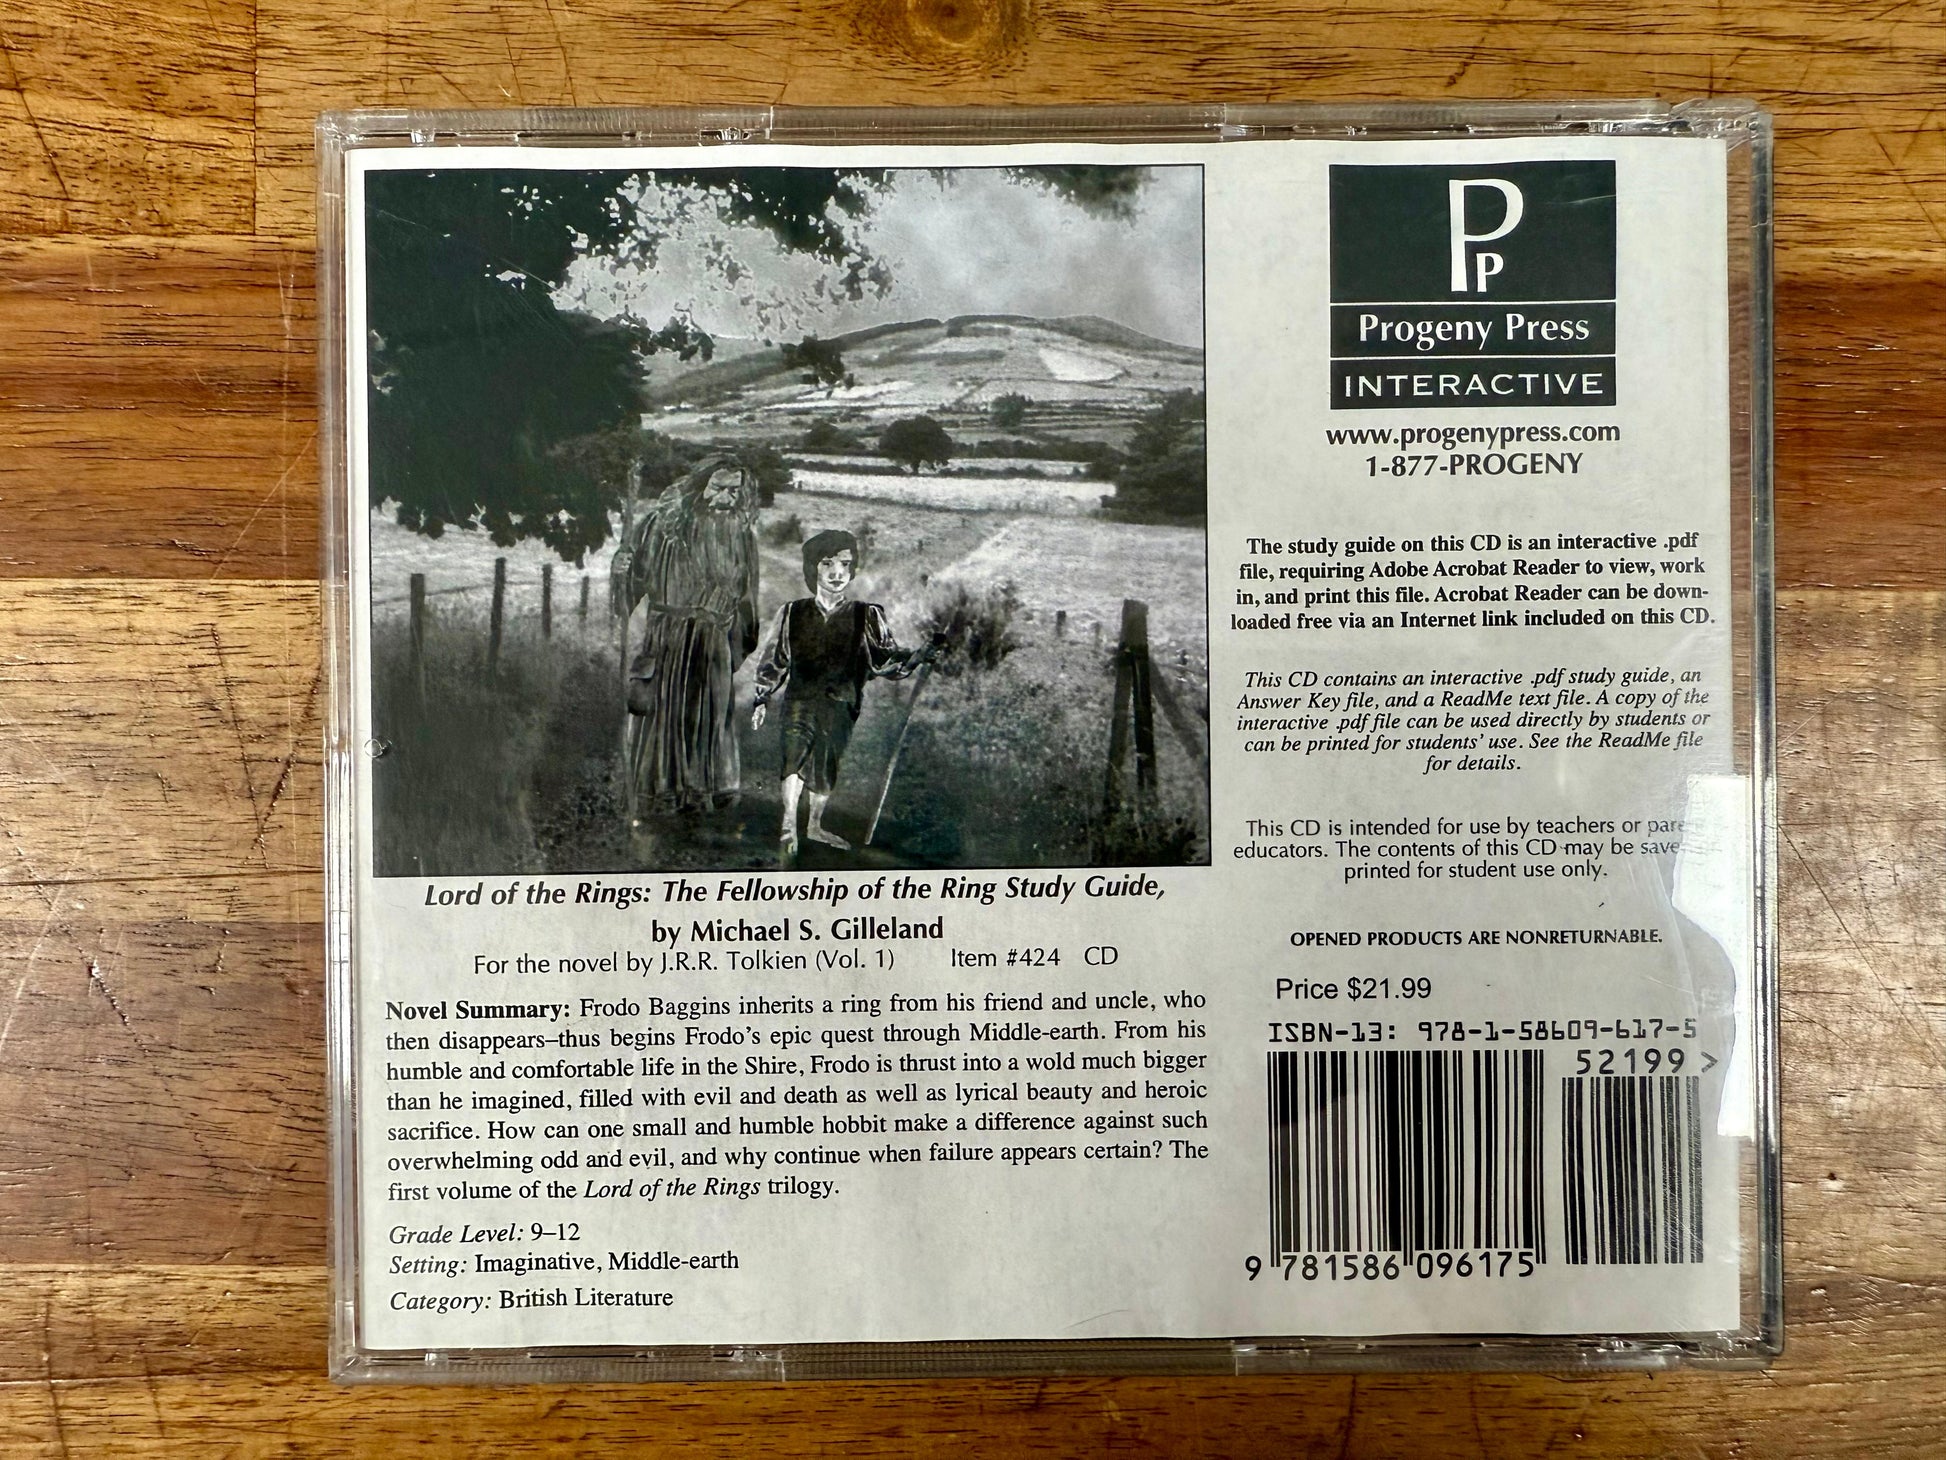 Lord of the Rings: The Fellowship of the Ring Study Guide,
by Michael S. Gilleland
For the novel by J.R.R. Tolkien (Vol. 1) Item #424 CD
Novel Summary: Frodo Baggins inherits a ring from his friend and uncle, who
then disappears–thus begins Frodo's epic quest through Middle-earth. From his
humble and comfortable life in the Shire, Frodo is thrust into a wold much bigger
than he imagined, filled with evil and death as well as lyrical beauty and heroic
sacrifice. How can one small and humble hobbit make a difference against such
overwhelming odd and evil, and why continue when failure appears certain? The
first volume of the Lord of the Rings trilogy.
Grade Level: 9–12
Setting: Imaginative, Middle-earth
Category: British Literature
PP
Progeny Press
INTERACTIVE
www.progenypress.com
1-877-PROGENY
The study guide on this CD is an interactive .pdf
file, requiring Adobe Acrobat Reader to view, work
in, and print this file. Acrobat Reader can be down-
loaded free via an Internet link included on this CD.
This CD contains an interactive .pdf study guide, an
Answer Key file, and a ReadMe text file. A copy of the
interactive .pdf file can be used directly by students or
can be printed for students' use. See the ReadMe file
for details.
This CD is intended for use by teachers or
educators. The contents of this CD may be
printed for student use only.
OPENED PRODUCTS ARE NONRETURNABLE.
Price $21.99
ISBN-13: 978-1-58609-617-5
52199 >
9 781586 096175